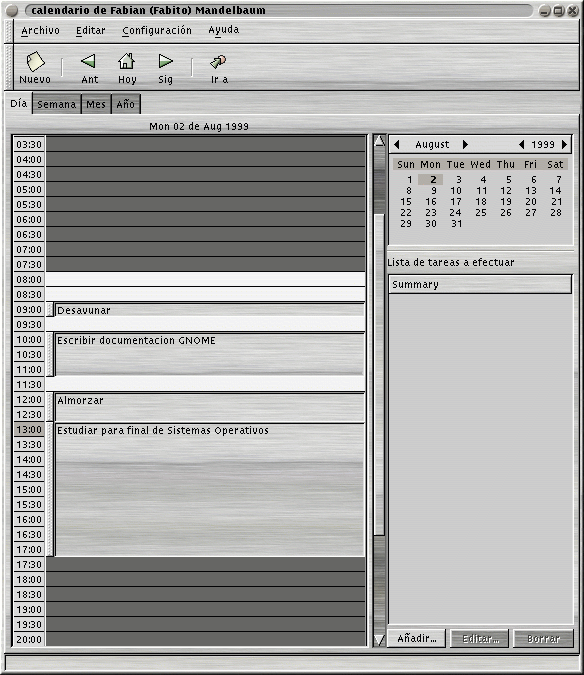 calendario de Fabian (Fabito) Mandelbaum
Archivo Editar Configuración Ayuda
Nuevo Ant Hoy Sig Ir a
Día Semana Mes Año
Mon 02 de Aug 1999
03:30
04:00
04:30
05:00
05:30
06:00
06:30
07:00
07:30
08:00
08:30
09:00 Desayunar
09:30
10:00 Escribir documentacion GNOME
10:30
11:00
11:30
12:00 Almorzar
12:30
13:00 Estudiar para final de Sistemas Operativos
13:30
14:00
14:30
15:00
15:30
16:00
16:30
17:00
17:30
18:00
18:30
19:00
19:30
20:00
August 1999
Sun Mon Tue Wed Thu Fri Sat
1 2 3 4 5 6 7
8 9 10 11 12 13 14
15 16 17 18 19 20 21
22 23 24 25 26 27 28
29 30 31
Lista de tareas a efectuar
Summary
Añadir... Editar... Borrar